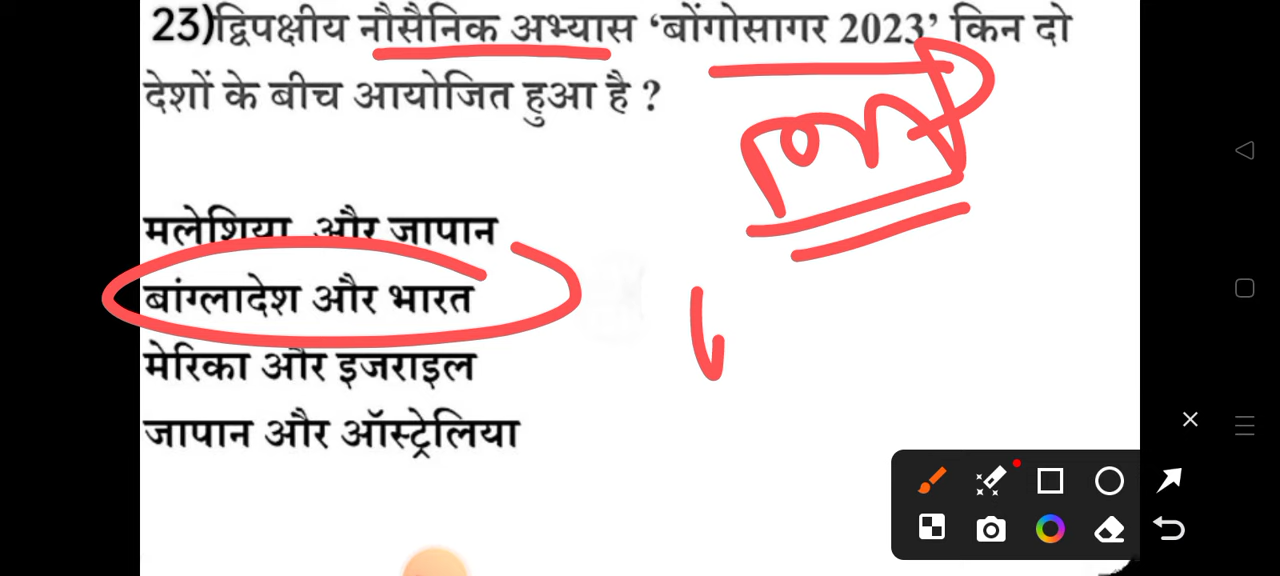 23)द्विपक्षीय नौसैनिक अभ्यास ‘बोंगोसागर 2023’ किन दो
देशों के बीच आयोजित हुआ है ?
मलेशिया और जापान
बांग्लादेश और भारत
मेरिका और इजराइल
जापान और ऑस्ट्रेलिया